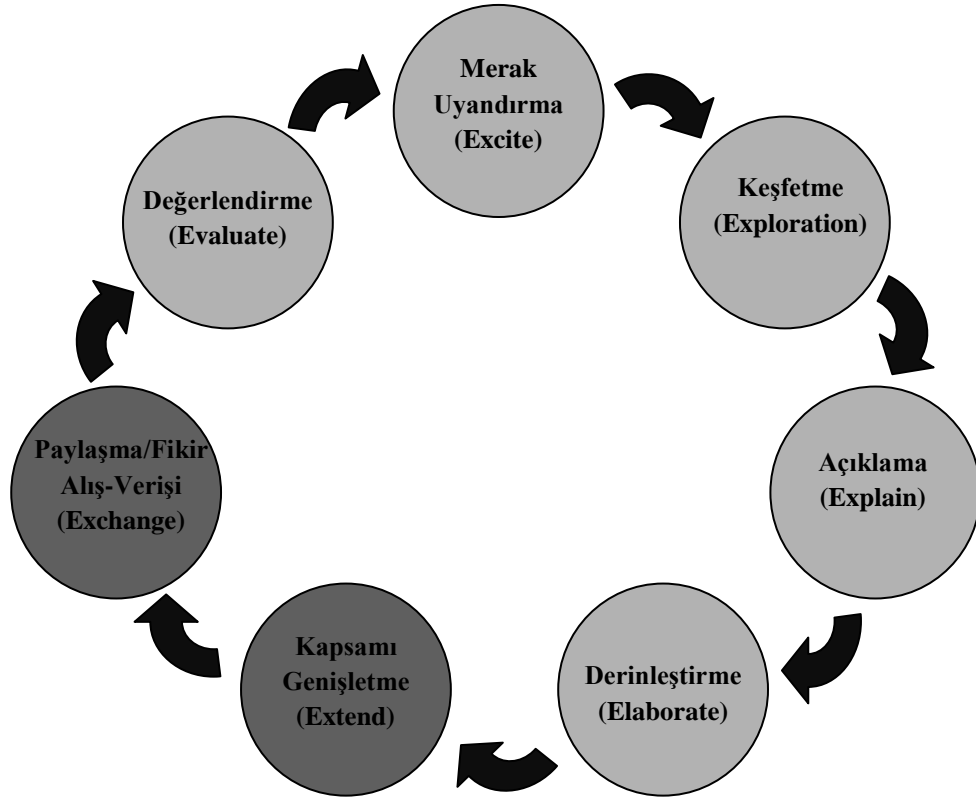 Merak
Uyandırma
(Excite)
Keşfetme
(Exploration)
Açıklama
(Explain)
Derinleştirme
(Elaborate)
Kapsamı
Genişletme
(Extend)
Paylaşma/Fikir
Alış-Verişi
(Exchange)
Değerlendirme
(Evaluate)